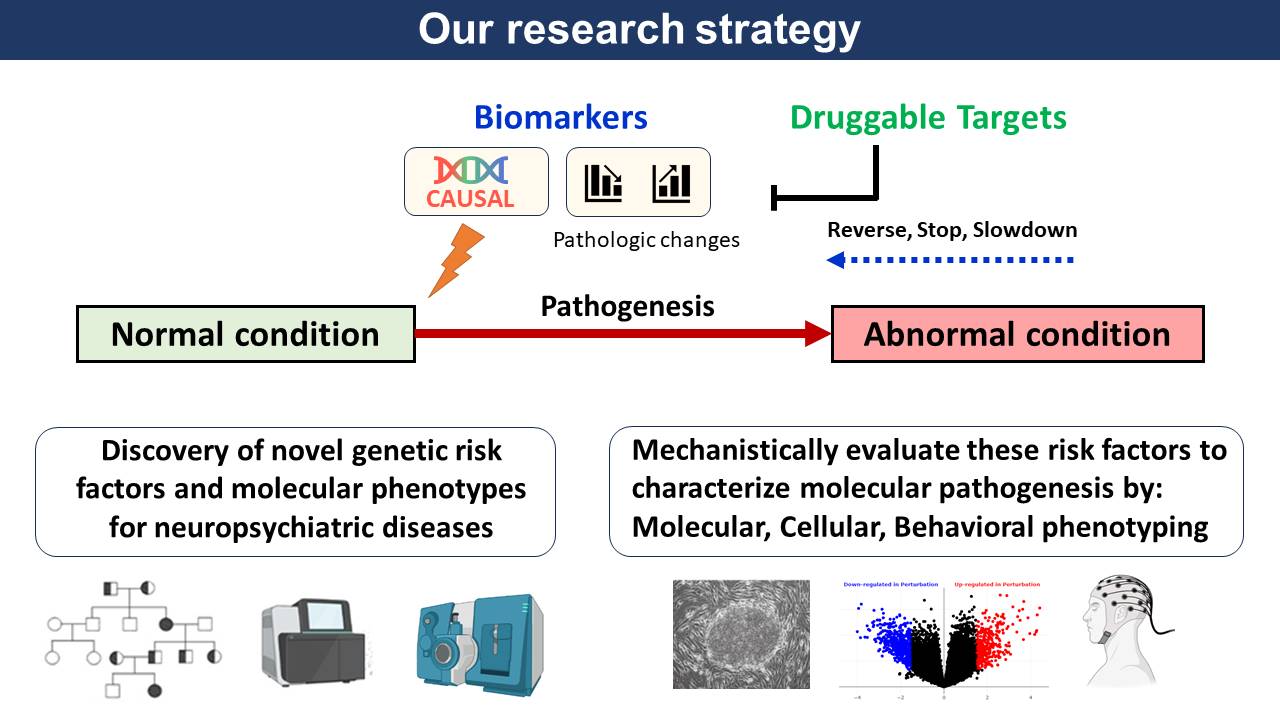 Our research strategy
Biomarkers
Druggable Targets
CAUSAL
Pathologic changes
Reverse, Stop, Slowdown
Pathogenesis
Normal condition
Abnormal condition
Discovery of novel genetic risk
factors and molecular phenotypes
for neuropsychiatric diseases
Mechanistically evaluate these risk factors to
characterize molecular pathogenesis by:
Molecular, Cellular, Behavioral phenotyping
Down-regulated in Perturbation
Up-regulated in Perturbation
−4 −2 0 2 4